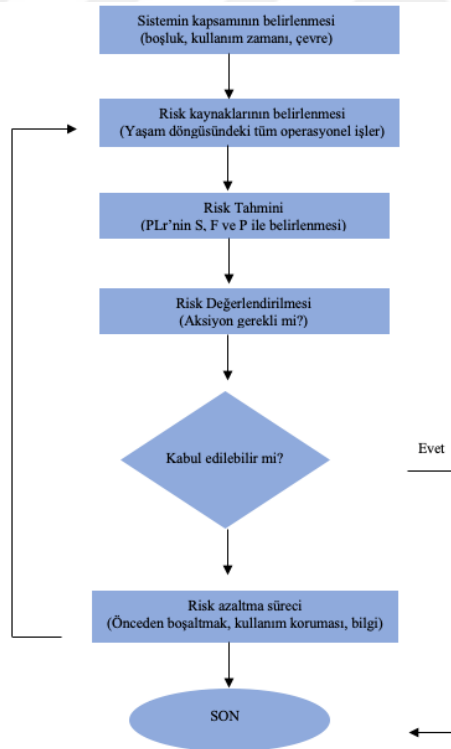 Sistemin kapsamının belirlenmesi
(boşluk, kullanım zamanı, çevre)
Risk kaynaklarının belirlenmesi
(Yaşam döngüsündeki tüm operasyonel işler)
Risk Tahmini
(PLr'nin S, F ve P ile belirlenmesi)
Risk Değerlendirilmesi
(Aksiyon gerekli mi?)
Kabul edilebilir mi?
Evet
Risk azaltma süreci
(Önceden boşaltmak, kullanım koruması, bilgi)
SON